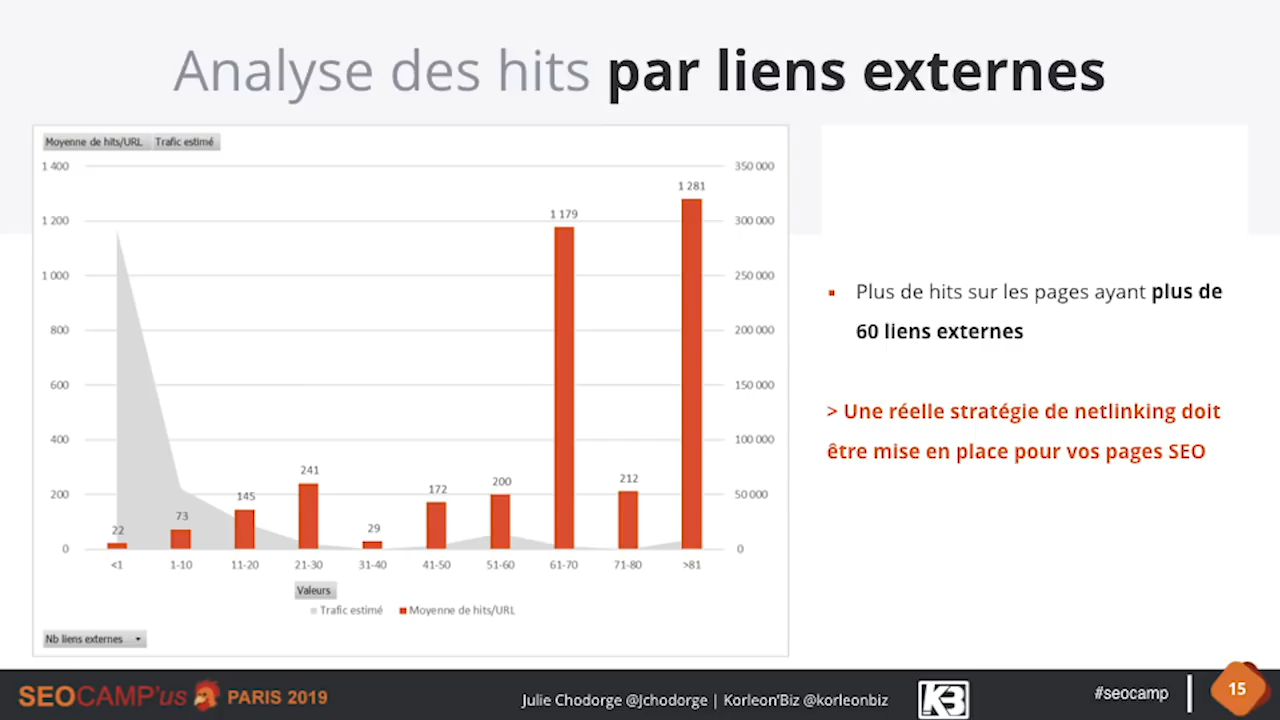 Analyse des hits par liens externes
Moyenne de hits/URL Trafic estimé
1 400
1 200
1 000
800
600
400
200
0
350 000
300 000
250 000
200 000
150 000
100 000
50 000
0
22
73
145
241
29
172
200
1 179
212
1 281
<1 1-10 11-20 21-30 31-40 41-50 51-60 61-70 71-80 >81
Valeurs
Trafic estimé Moyenne de hits/URL
Nb liens externes
Plus de hits sur les pages ayant plus de
60 liens externes
> Une réelle stratégie de netlinking doit
être mise en place pour vos pages SEO
SEOCAMP'us PARIS 2019
Julie Chodorge @Jchodorge | Korleon'Biz @korleonbiz
KB
#seocamp
15